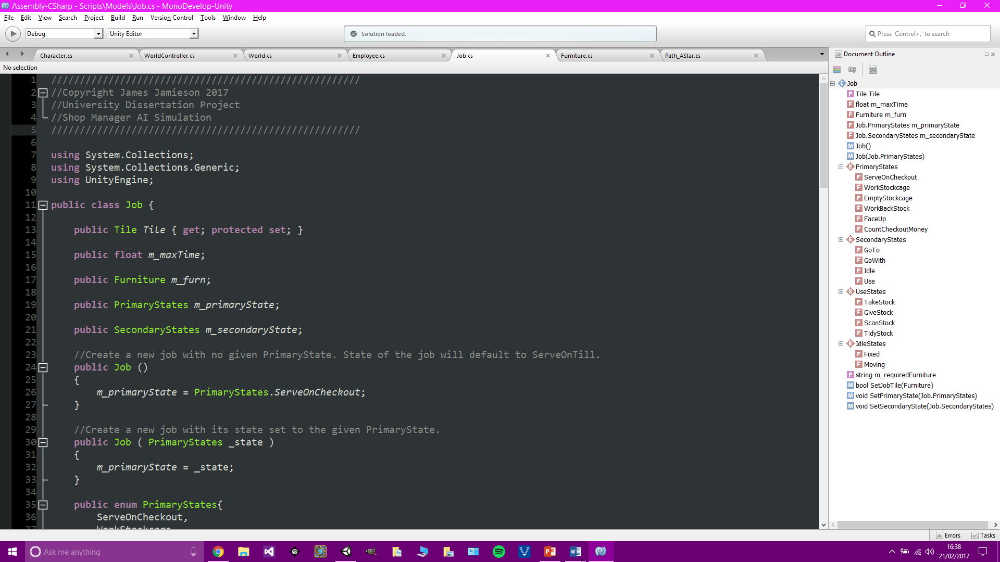 Assembly-CSharp - Scripts\Models\Job.cs - MonoDevelop-Unity
File Edit View Search Project Build Run Version Control Tools Window Help
Debug Unity Editor Solution loaded. Press 'Control+,' to search
Character.cs WorldController.cs World.cs Employee.cs Job.cs Furniture.cs Path_AStar.cs
No selection
1 //////////////////////////////////////////////////////
2 //Copyright James Jamieson 2017
3 //University Dissertation Project
4 //Shop Manager AI Simulation
5 //////////////////////////////////////////////////////
6
7 using System.Collections;
8 using System.Collections.Generic;
9 using UnityEngine;
10
11 public class Job {
12
13 public Tile Tile { get; protected set; }
14
15 public float m_maxTime;
16
17 public Furniture m_furn;
18
19 public PrimaryStates m_primaryState;
20
21 public SecondaryStates m_secondaryState;
22
23 //Create a new job with no given PrimaryState. State of the job will default to ServeOnTill.
24 public Job ()
25 {
26 m_primaryState = PrimaryStates.ServeOnCheckout;
27 }
28
29 //Create a new job with its state set to the given PrimaryState.
30 public Job ( PrimaryStates _state )
31 {
32 m_primaryState = _state;
33 }
34
35 public enum PrimaryStates{
36 ServeOnCheckout,
37 WorkStockcage
Document Outline
Job
Tile Tile
float m_maxTime
Furniture m_furn
Job.PrimaryStates m_primaryState
Job.SecondaryStates m_secondaryState
Job()
Job(Job.PrimaryStates)
PrimaryStates
ServeOnCheckout
WorkStockcage
EmptyStockcage
WorkBackStock
FaceUp
CountCheckoutMoney
SecondaryStates
GoTo
GoWith
Idle
Use
UseStates
TakeStock
GiveStock
ScanStock
TidyStock
IdleStates
Fixed
Moving
string m_requiredFurniture
bool SetJobTile(Furniture)
void SetPrimaryState(Job.PrimaryStates)
void SetSecondaryState(Job.SecondaryStates)
Errors Tasks
Ask me anything
16:38
21/02/2017